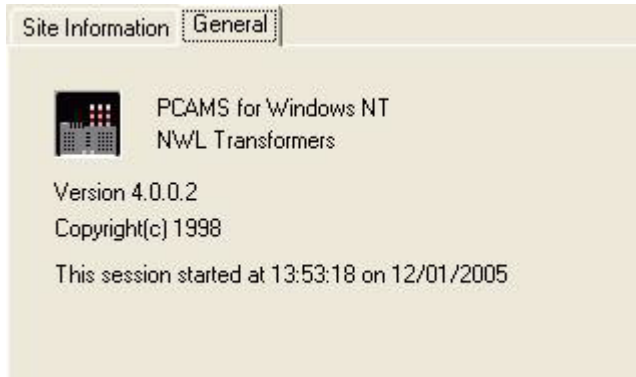 Site Information General
PCAMS for Windows NT
NWL Transformers
Version 4.0.0.2
Copyright(c) 1998
This session started at 13:53:18 on 12/01/2005